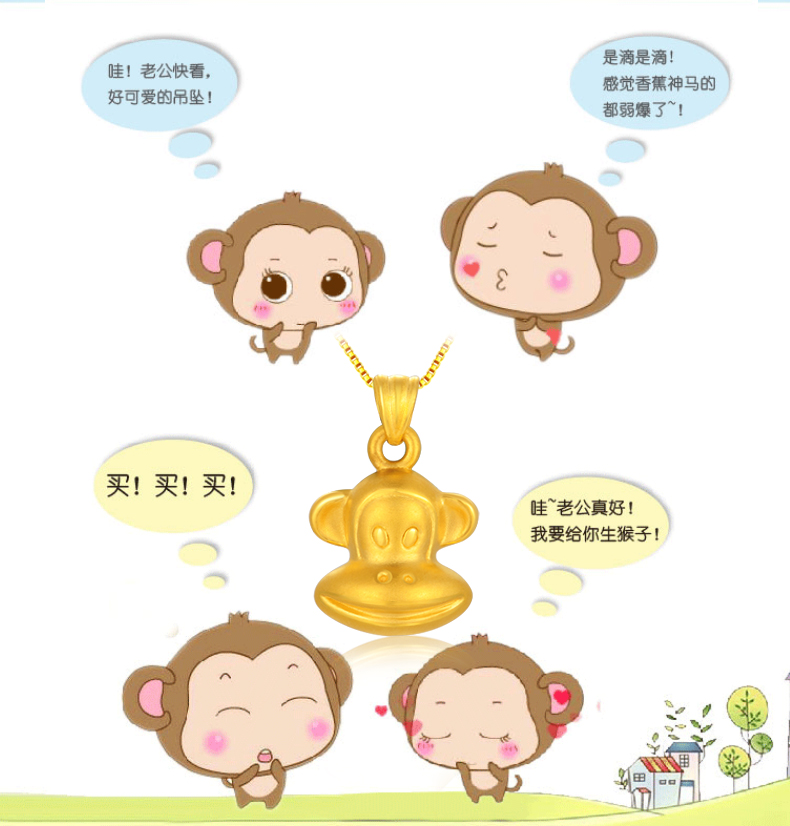 哇！老公快看，
好可爱的吊坠！
是滴是滴！
感觉香蕉神马的
都弱爆了~！
买！买！买！
哇~老公真好！
我要给你生猴子！